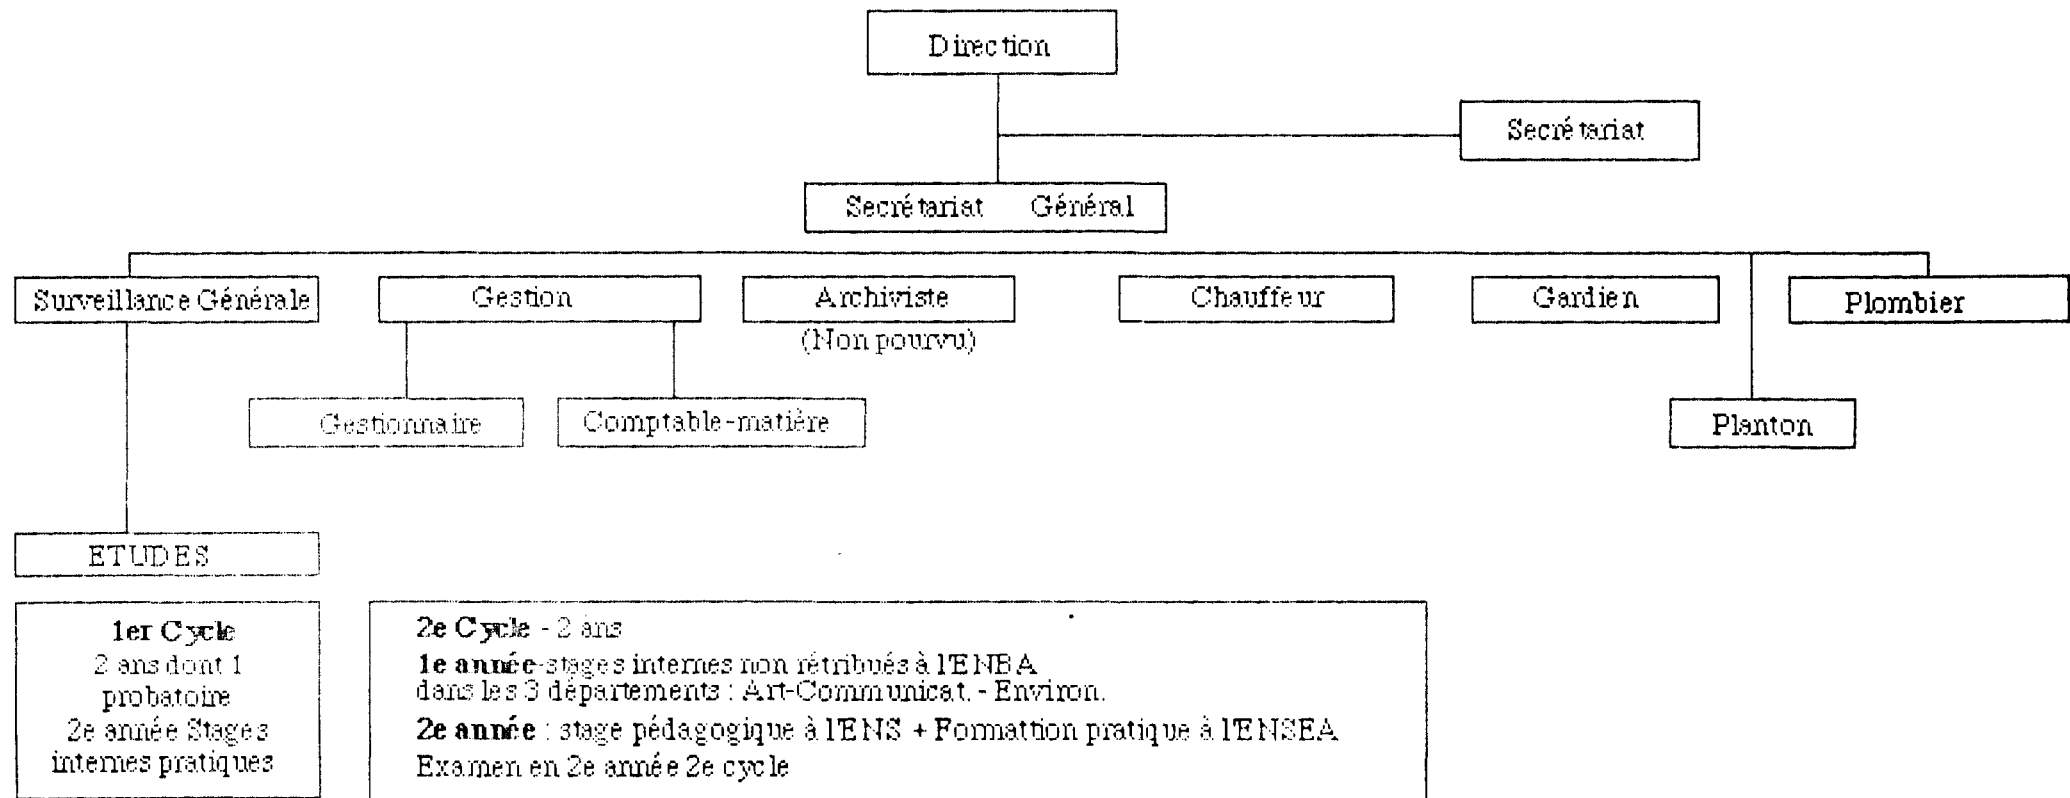 Direction
Secrétariat
Secrétariat Général
Surveillance Générale
Gestion
Archiviste
Chauffeur
Gardien
Plombier
(Non pourvu)
Gestionnaire
Comptable-matière
Planton
ETUDES
1er Cycle
2 ans dont 1
probatoire
2e année Stages
internes pratiques
2e Cycle - 2 ans
1e année-stages internes non rétribués à l'ENBA
dans les 3 départements : Art-Communicat. - Environ.
2e année : stage pédagogique à l'ENS + Formattion pratique à l'ENSEA
Examen en 2e année 2e cycle